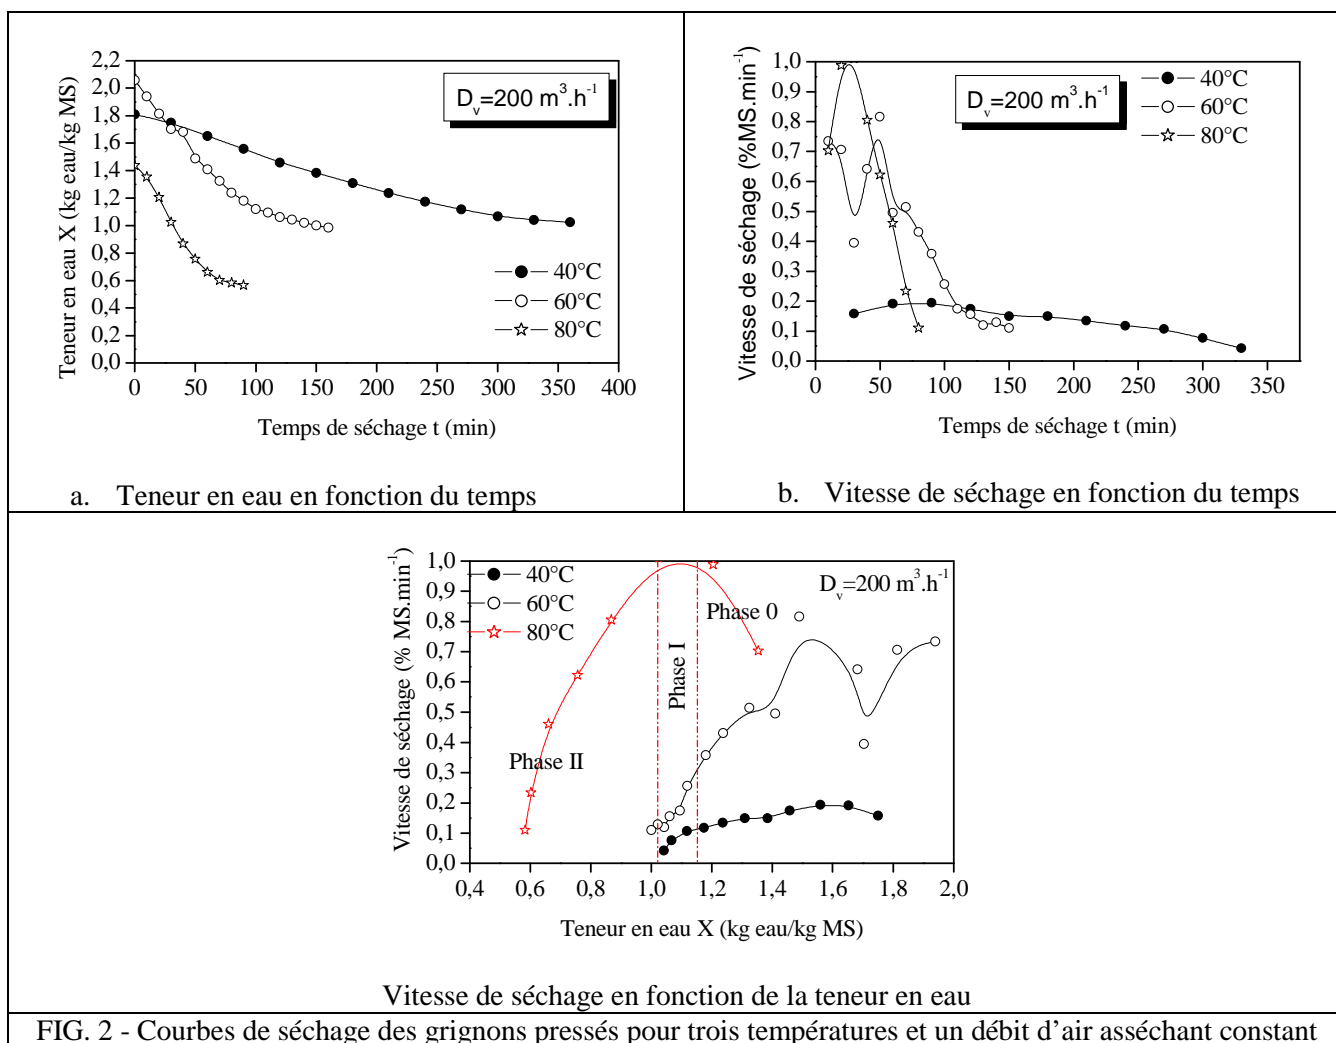 2,2
2,0
1,8
1,6
1,4
1,2
1,0
0,8
0,6
0,4
0,2
0,0
Teneur en eau X (kg eau/kg MS)
D_v=200 m³.h⁻¹
40°C
60°C
80°C
0 50 100 150 200 250 300 350 400
Temps de séchage t (min)
a. Teneur en eau en fonction du temps
1,0
0,9
0,8
0,7
0,6
0,5
0,4
0,3
0,2
0,1
0,0
Vitesse de séchage (%MS.min⁻¹)
D_v=200 m³.h⁻¹
40°C
60°C
80°C
0 50 100 150 200 250 300 350
Temps de séchage t (min)
b. Vitesse de séchage en fonction du temps
1,0
0,9
0,8
0,7
0,6
0,5
0,4
0,3
0,2
0,1
0,0
Vitesse de séchage (% MS.min⁻¹)
40°C
60°C
80°C
D_v=200 m³.h⁻¹
Phase 0
Phase I
Phase II
0,4 0,6 0,8 1,0 1,2 1,4 1,6 1,8 2,0
Teneur en eau X (kg eau/kg MS)
Vitesse de séchage en fonction de la teneur en eau
FIG. 2 - Courbes de séchage des grignons pressés pour trois températures et un débit d'air asséchant constant